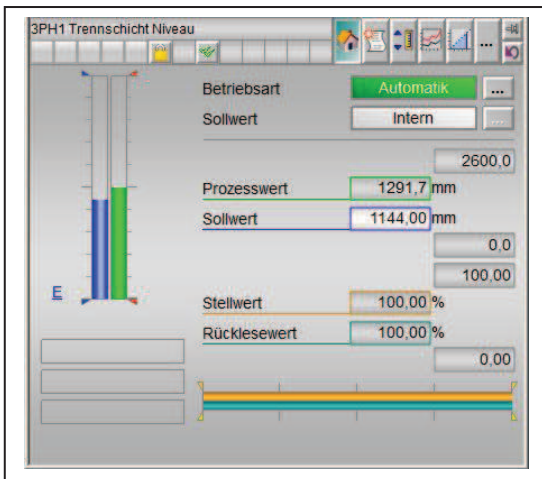 3PH1 Trennschicht Niveau
...
Betriebsart Automatik ...
Sollwert Intern ...
2600,0
Prozesswert 1291,7 mm
Sollwert 1144,00 mm
0,0
100,00
E
Stellwert 100,00 %
Rücklesewert 100,00 %
0,00